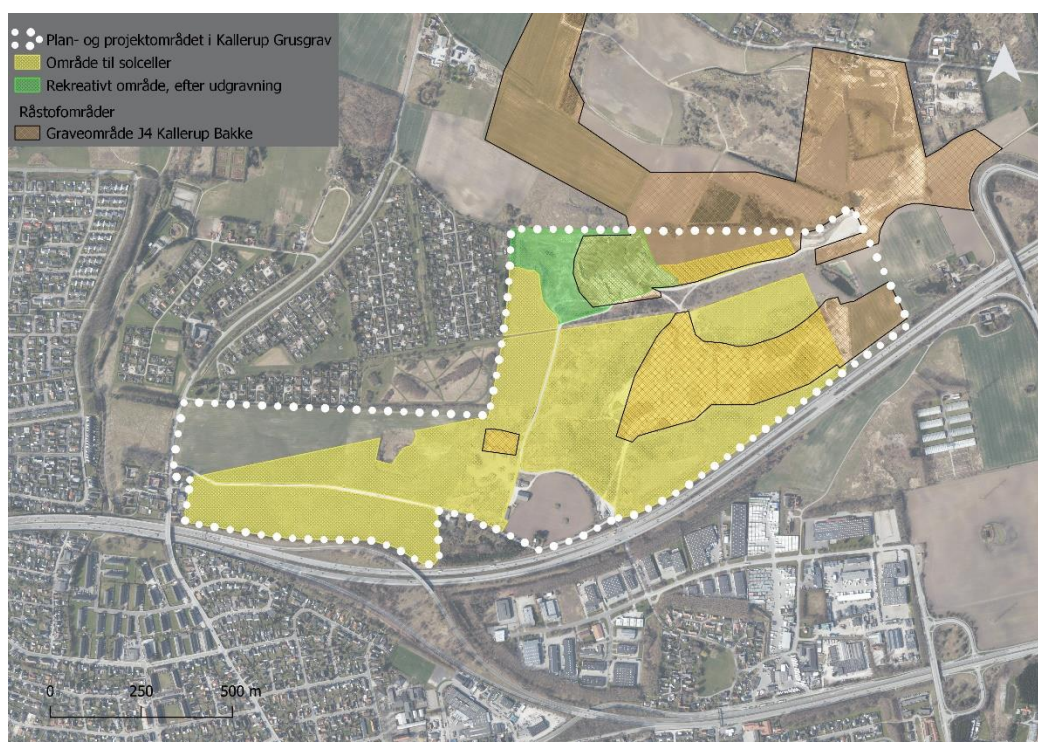 Plan- og projektområdet i Kallerup Grusgrav
Område til solceller
Rekreativt område, efter udgravning
Råstofområder
Graveområde J4 Kallerup Bakke
0 250 500 m